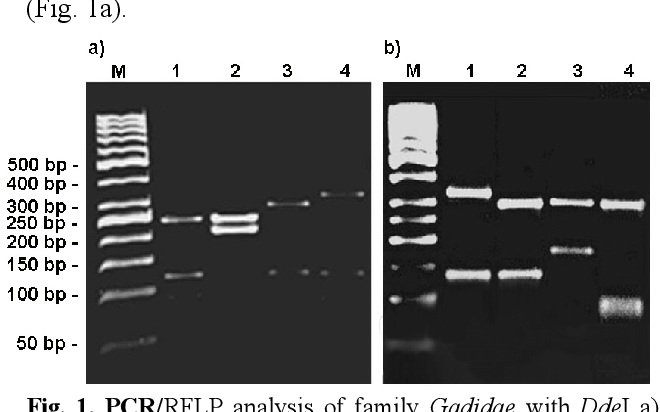 (Fig. 1a).
a) b)
M 1 2 3 4 M 1 2 3 4
500 bp -
400 bp -
300 bp -
250 bp -
200 bp -
150 bp -
100 bp -
50 bp -
Fig. 1. PCR/RFLP analysis of family Gadidae with DdeI a)